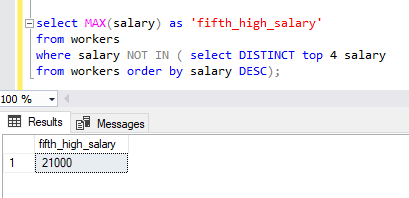 select MAX(salary) as 'fifth_high_salary'
from workers
where salary NOT IN ( select DISTINCT top 4 salary
from workers order by salary DESC);
100 %
Results Messages
fifth_high_salary
1 21000